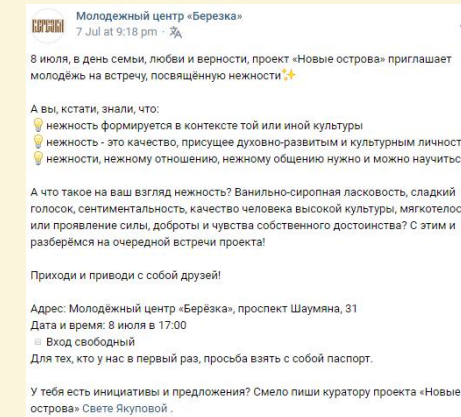 БЕРЕЗКА
Молодежный центр «Березка»
7 Jul at 9:18 pm ·
8 июля, в день семьи, любви и верности, проект «Новые острова» приглашает
молодёжь на встречу, посвящённую нежности✨
А вы, кстати, знали, что:
💡нежность формируется в контексте той или иной культуры
💡нежность - это качество, присущее духовно-развитым и культурным личност
💡нежности, нежному отношению, нежному общению нужно и можно научитьс
А что такое на ваш взгляд нежность? Ванильно-сиропная ласковость, сладкий
голосок, сентиментальность, качество человека высокой культуры, мягкотелос
или проявление силы, доброты и чувства собственного достоинства? С этим и
разберёмся на очередной встречи проекта!
Приходи и приводи с собой друзей!
Адрес: Молодёжный центр «Берёзка», проспект Шаумяна, 31
Дата и время: 8 июля в 17:00
▫ Вход свободный
Для тех, кто у нас в первый раз, просьба взять с собой паспорт.
У тебя есть инициативы и предложения? Смело пиши куратору проекта «Новые
острова» Свете Якуповой .